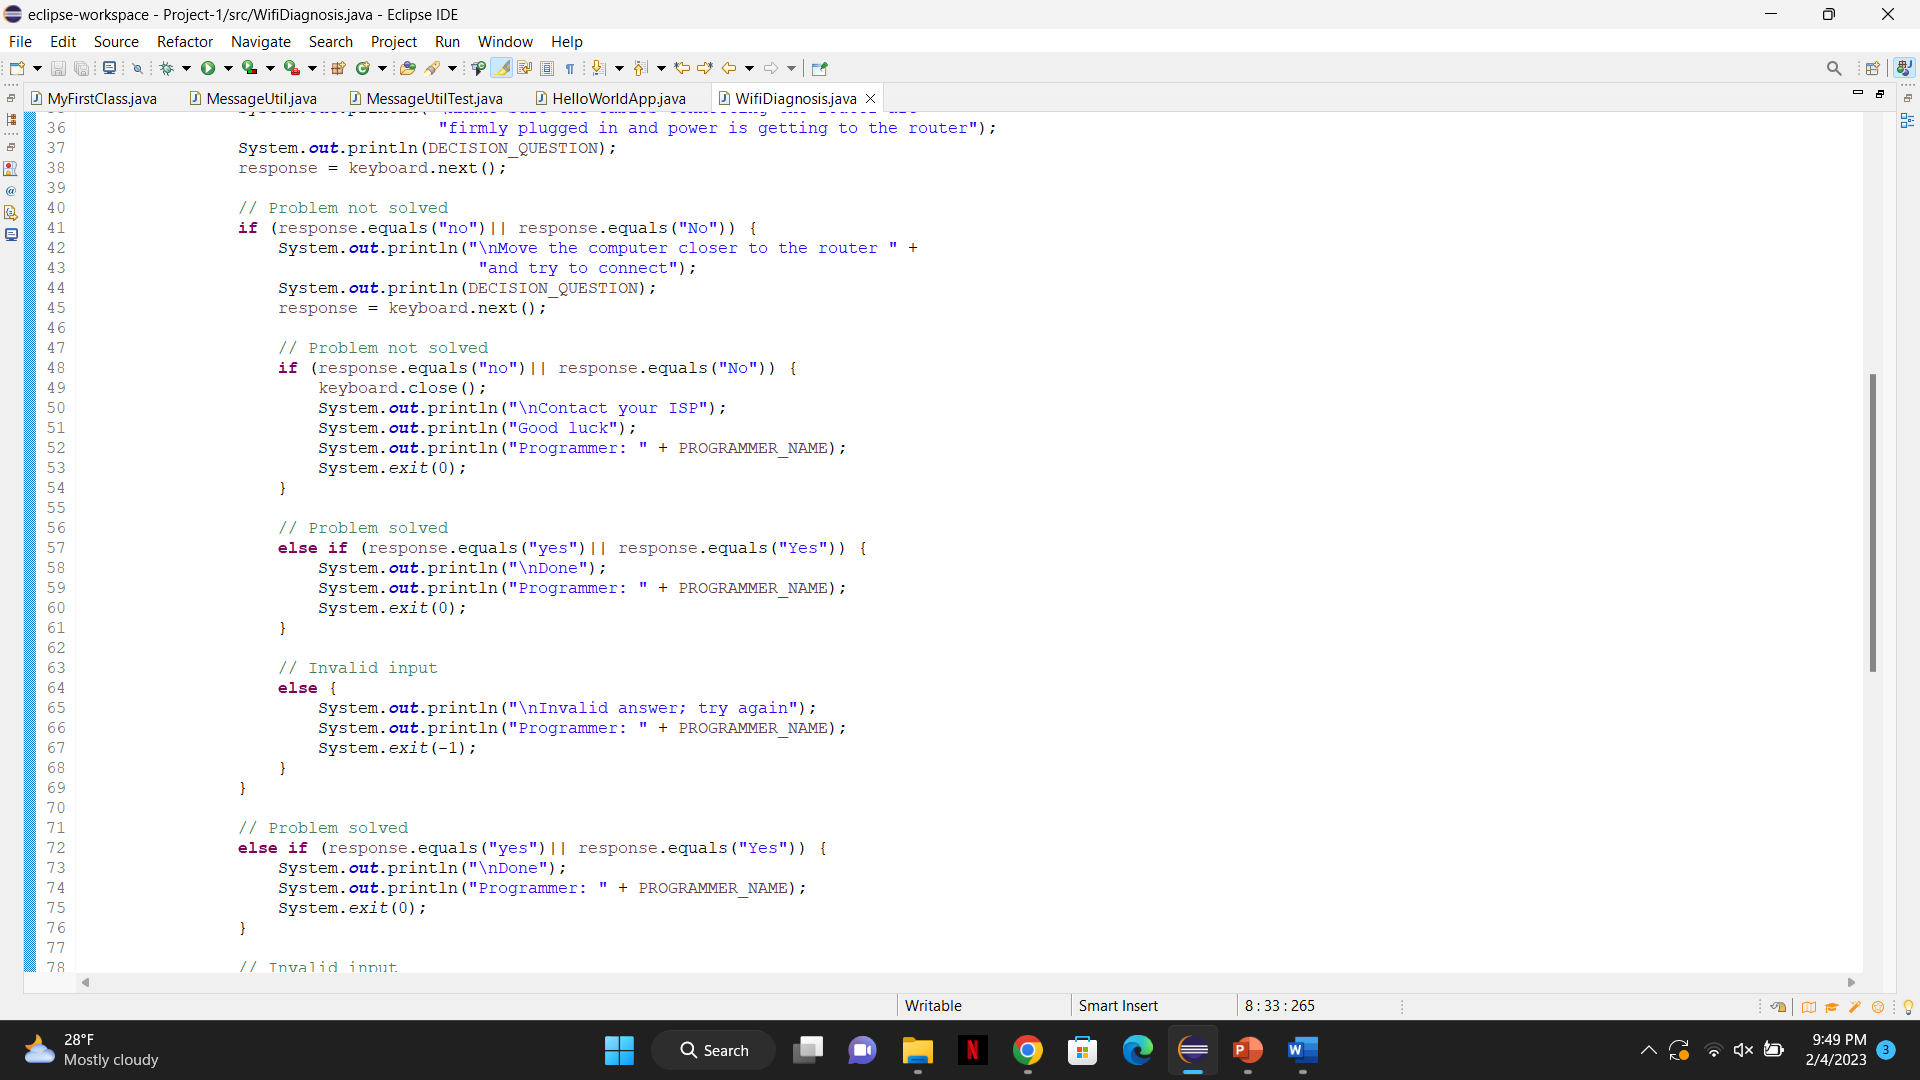 eclipse-workspace - Project-1/src/WifiDiagnosis.java - Eclipse IDE
File Edit Source Refactor Navigate Search Project Run Window Help
MyFirstClass.java MessageUtil.java MessageUtilTest.java HelloWorldApp.java WifiDiagnosis.java
36 "firmly plugged in and power is getting to the router");
37 System.out.println(DECISION_QUESTION);
38 response = keyboard.next();
39
40 // Problem not solved
41 if (response.equals("no")|| response.equals("No")) {
42 System.out.println("\nMove the computer closer to the router " +
43 "and try to connect");
44 System.out.println(DECISION_QUESTION);
45 response = keyboard.next();
46
47 // Problem not solved
48 if (response.equals("no")|| response.equals("No")) {
49 keyboard.close();
50 System.out.println("\nContact your ISP");
51 System.out.println("Good luck");
52 System.out.println("Programmer: " + PROGRAMMER_NAME);
53 System.exit(0);
54 }
55
56 // Problem solved
57 else if (response.equals("yes")|| response.equals("Yes")) {
58 System.out.println("\nDone");
59 System.out.println("Programmer: " + PROGRAMMER_NAME);
60 System.exit(0);
61 }
62
63 // Invalid input
64 else {
65 System.out.println("\nInvalid answer; try again");
66 System.out.println("Programmer: " + PROGRAMMER_NAME);
67 System.exit(-1);
68 }
69 }
70
71 // Problem solved
72 else if (response.equals("yes")|| response.equals("Yes")) {
73 System.out.println("\nDone");
74 System.out.println("Programmer: " + PROGRAMMER_NAME);
75 System.exit(0);
76 }
77
78 // Invalid input
Writable Smart Insert 8 : 33 : 265
28°F
Mostly cloudy
Search
9:49 PM
2/4/2023
3